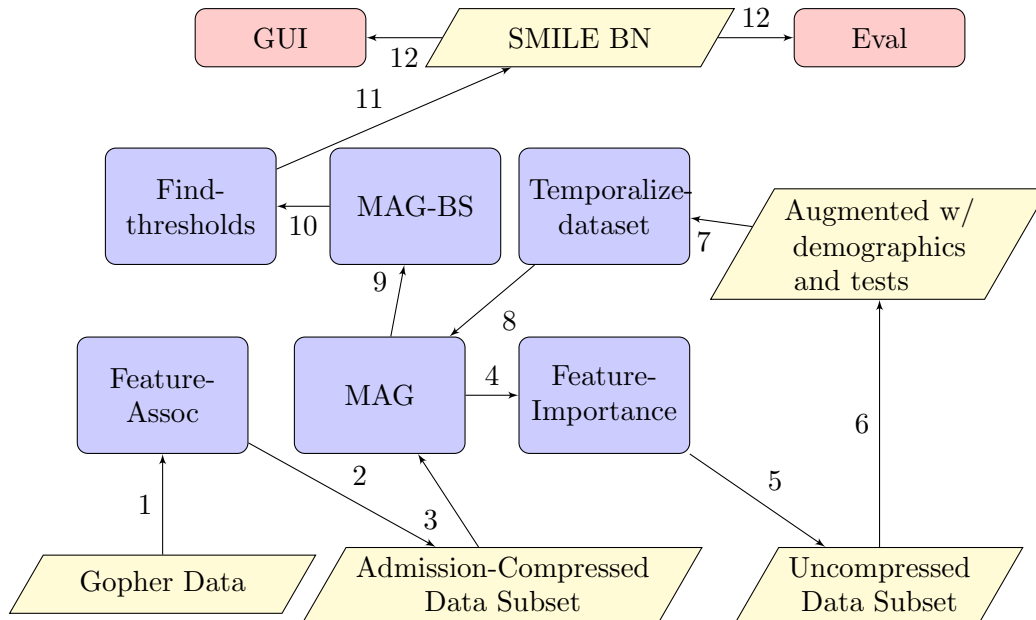 GUI
12
SMILE BN
12
Eval
11
Find-
thresholds
10
MAG-BS
Temporalize-
dataset
7
Augmented w/
demographics
and tests
9
8
Feature-
Assoc
MAG
4
Feature-
Importance
6
1
2
3
5
Gopher Data
Admission-Compressed
Data Subset
Uncompressed
Data Subset